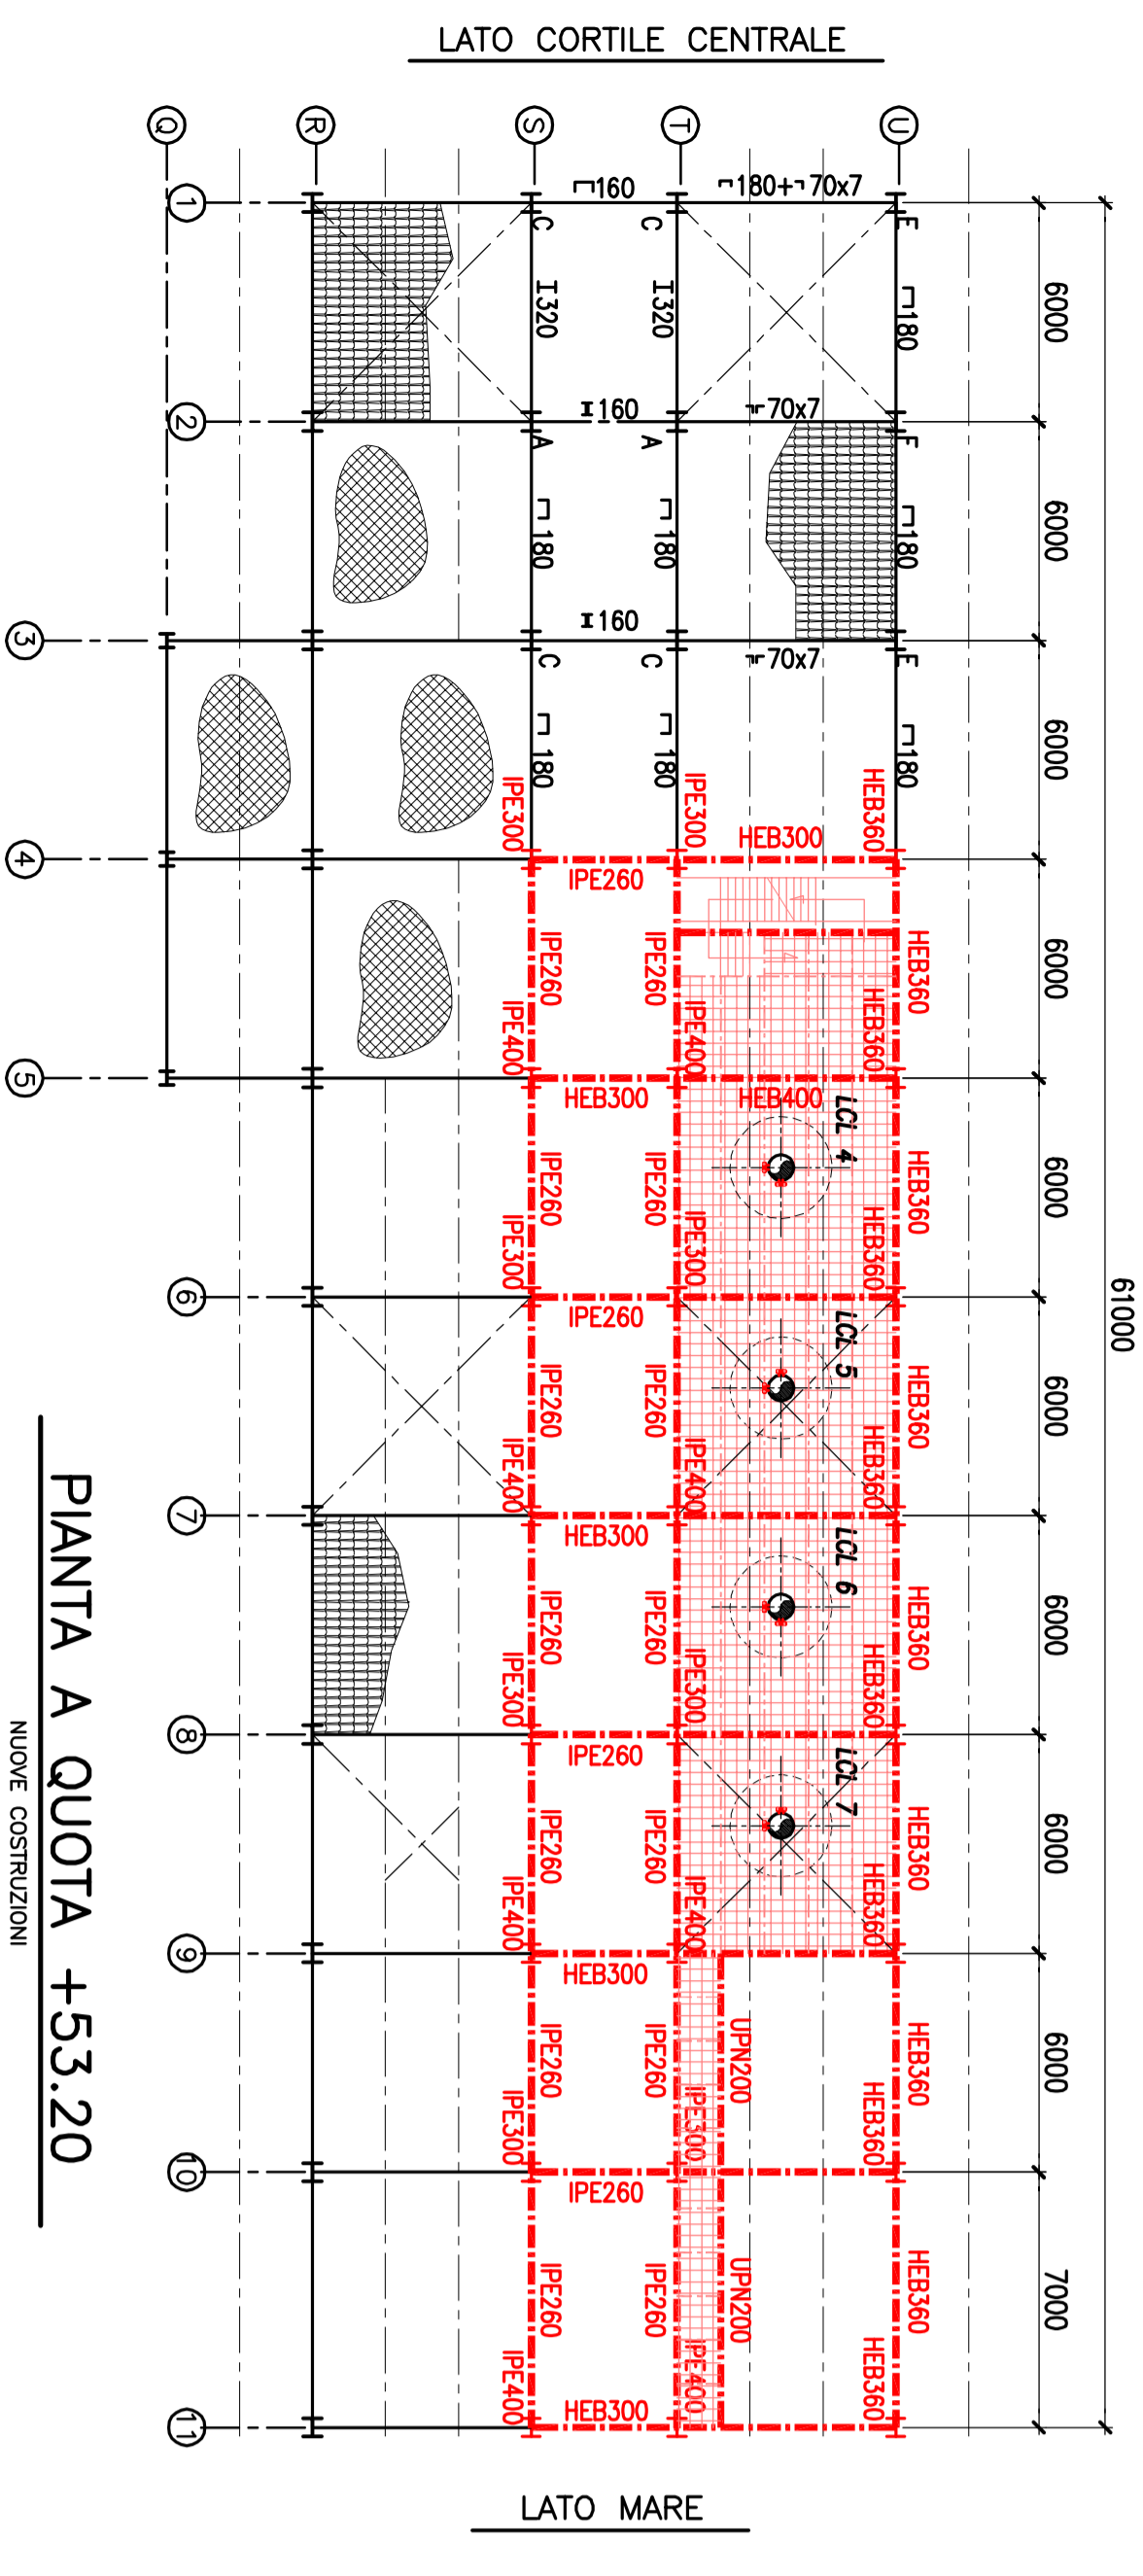 LATO CORTILE CENTRALE
Q
R
S
T
U
61000
6000
6000
6000
6000
6000
6000
6000
6000
6000
7000
1
160
180+ 70x7
C
C
E
I320
I320
180
2
160
70x7
A
A
F
180
180
180
3
160
70x7
C
C
E
180
180
180
IPE300
IPE300
HEB360
4
HEB300
IPE260
IPE260
IPE260
HEB360
IPE400
IPE400
HEB360
5
HEB300
HEB400
LCL 4
IPE260
IPE260
HEB360
IPE300
IPE300
HEB360
6
IPE260
LCL 5
IPE260
IPE260
HEB360
IPE400
IPE400
HEB360
7
HEB300
LCL 6
IPE260
IPE260
HEB360
IPE300
IPE300
HEB360
8
IPE260
LCL 7
IPE260
IPE260
HEB360
IPE400
IPE400
HEB360
9
HEB300
IPE260
IPE260
UPN200
HEB360
IPE300
IPE300
HEB360
10
IPE260
IPE260
IPE260
UPN200
HEB360
IPE400
IPE400
HEB360
HEB300
11
LATO MARE
PIANTA A QUOTA +53.20
NUOVE COSTRUZIONI